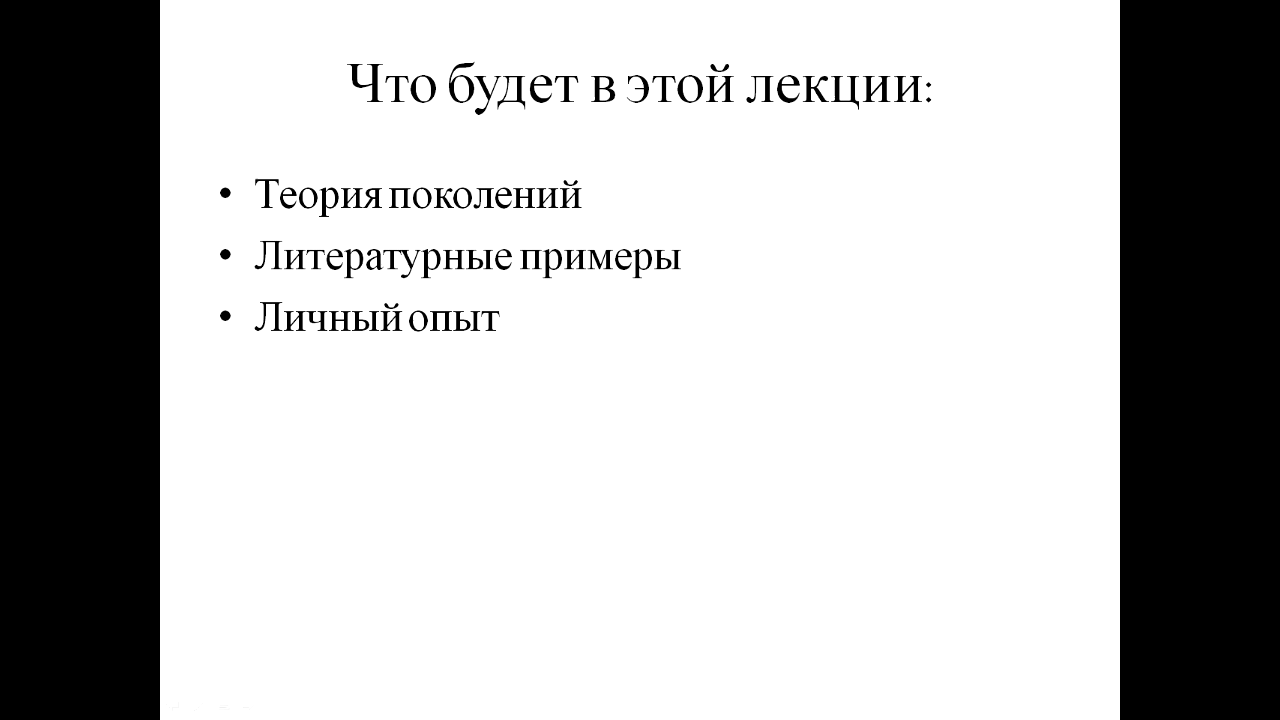 Что будет в этой лекции:
• Теория поколений
• Литературные примеры
• Личный опыт